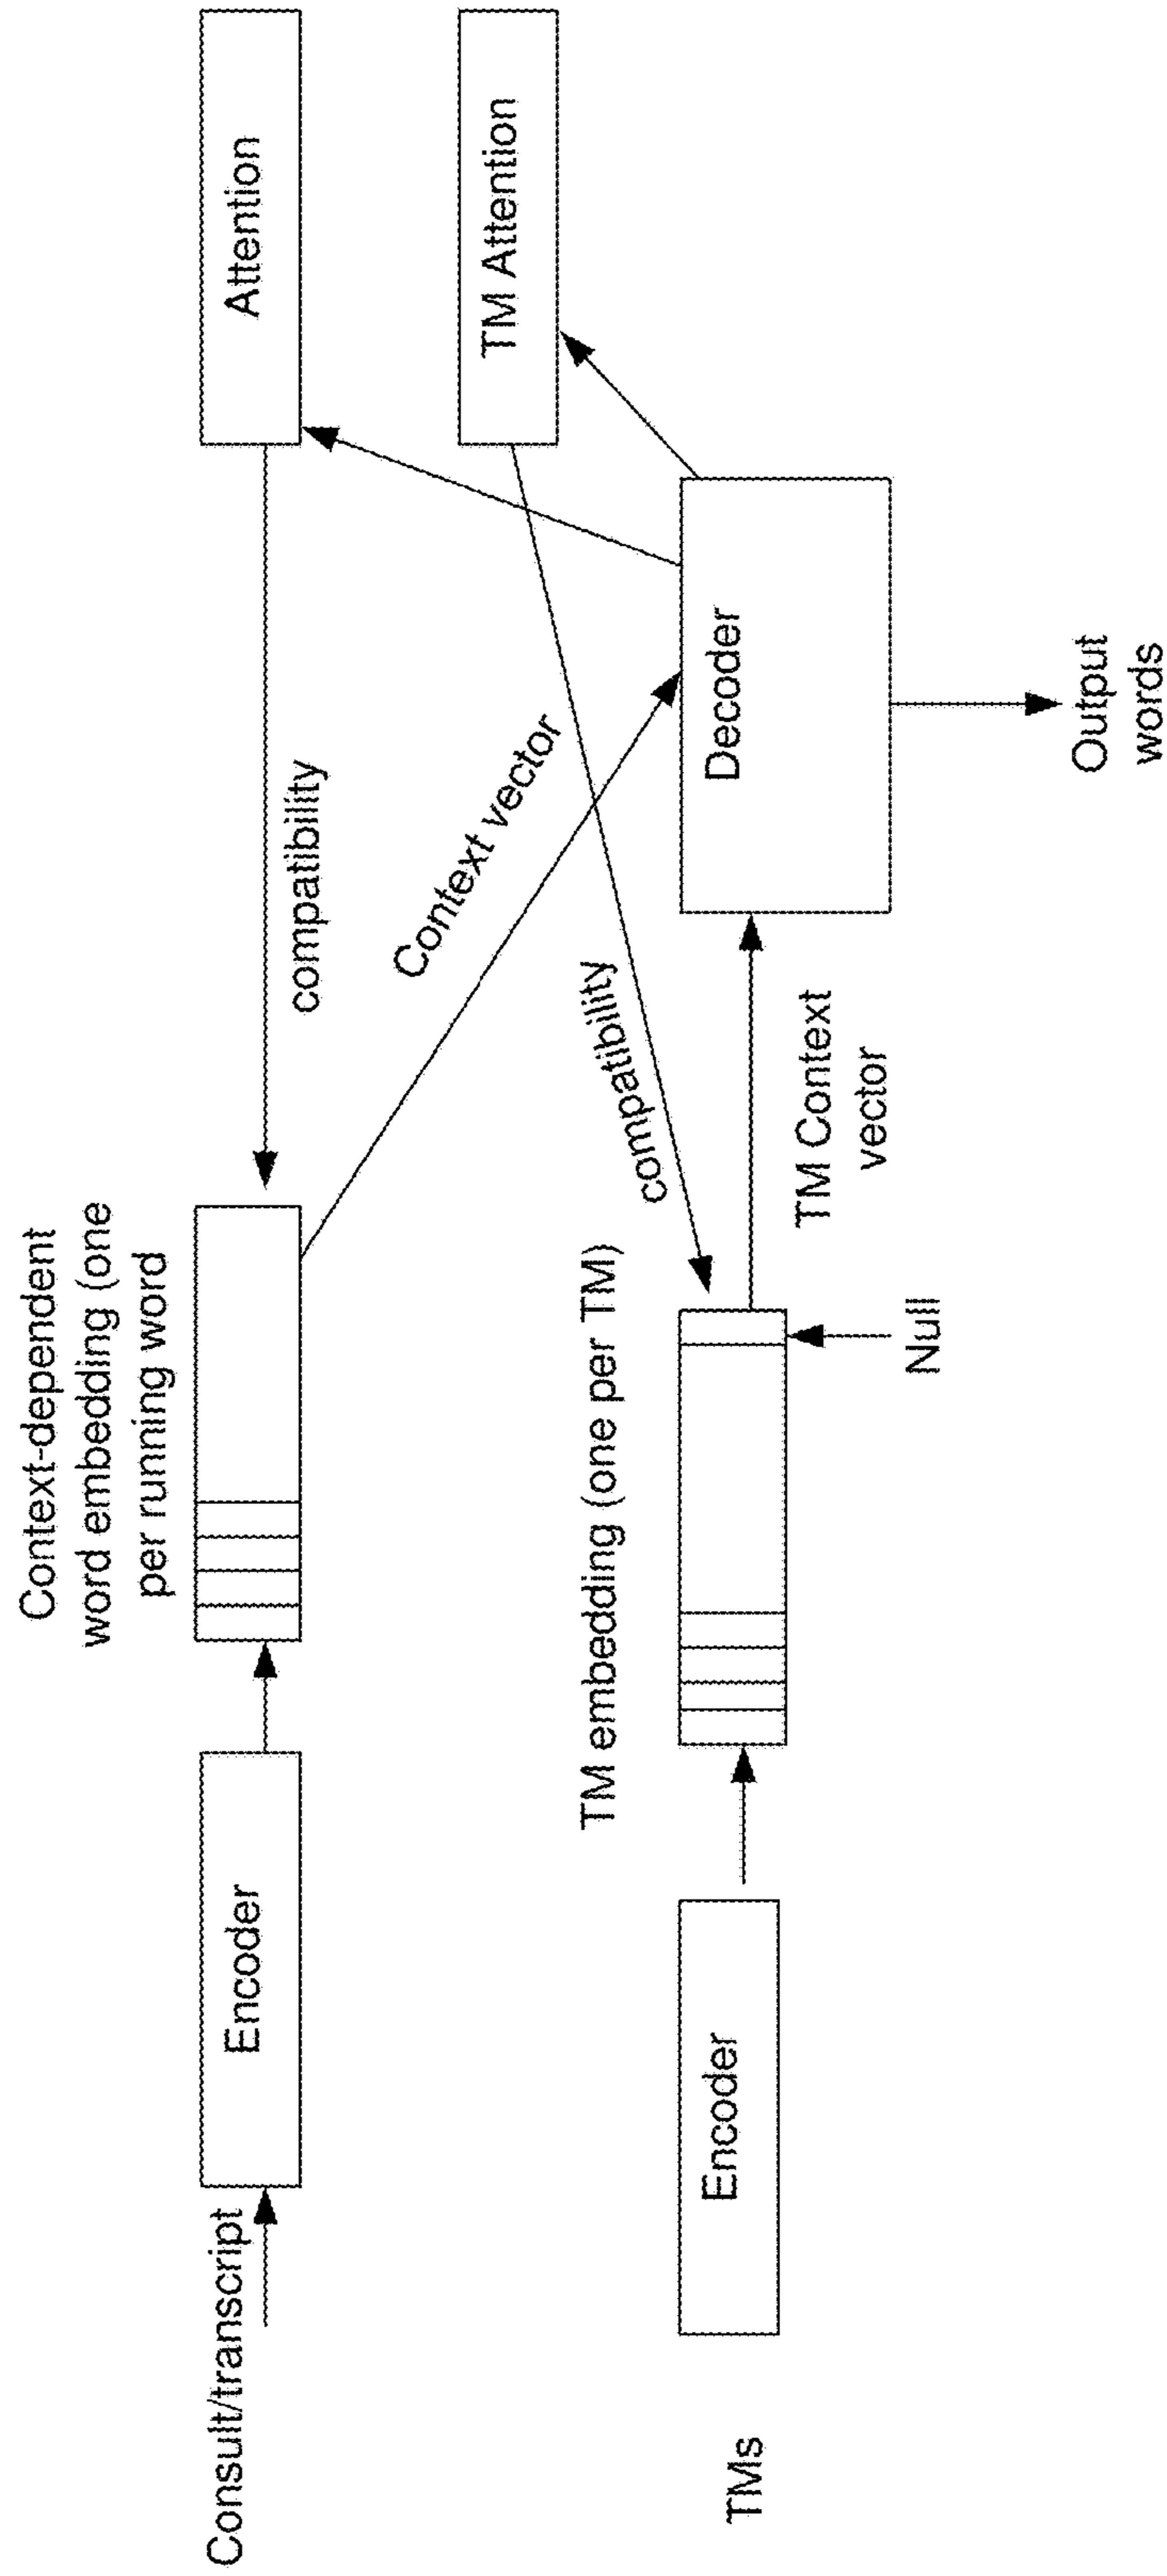 Consult/transcript
Encoder
Context-dependent
word embedding (one
per running word
compatibility
Attention
Context vector
TM Attention
TMs
Encoder
TM embedding (one per TM)
compatibility
Null
TM Context
vector
Decoder
Output
words